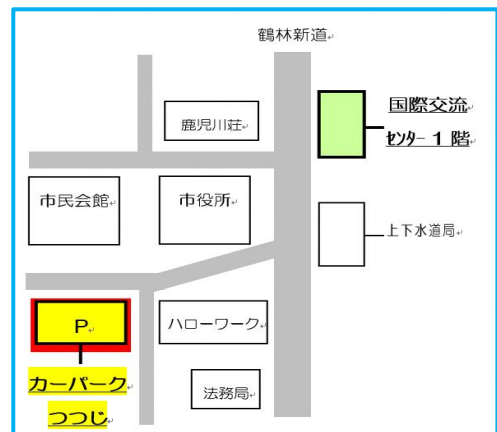 鶴林新道
国際交流
センター 1 階
鹿児川荘
市民会館
市役所
上下水道局
P
ハローワーク
カーパーク
つつじ
法務局